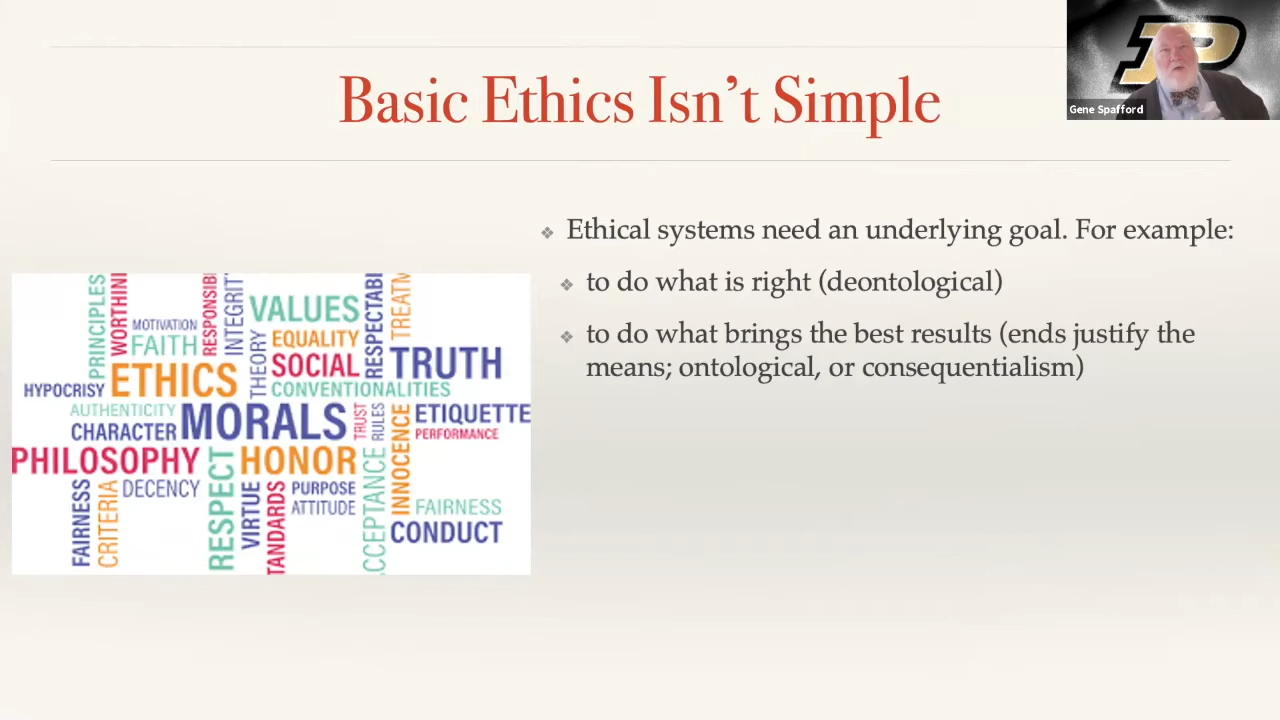 Basic Ethics Isn't Simple
Gene Spafford
❖ Ethical systems need an underlying goal. For example:
❖ to do what is right (deontological)
❖ to do what brings the best results (ends justify the
means; ontological, or consequentialism)
PRINCIPLES
WORTHINI
MOTIVATION
FAITH
RESPONSIB
INTEGRIT
VALUES
THEORY
EQUALITY
SOCIAL
RESPECTABI
TREATM
TRUTH
HYPOCRISY
ETHICS
CONVENTIONALITIES
AUTHENTICITY
CHARACTER
MORALS
TRUST
RULES
INNOCENCE
ETIQUETTE
PERFORMANCE
PHILOSOPHY
RESPECT
HONOR
CCEPTANCE
FAIRNESS
CRITERIA
DECENCY
VIRTUE
TANDARDS
PURPOSE
ATTITUDE
FAIRNESS
CONDUCT